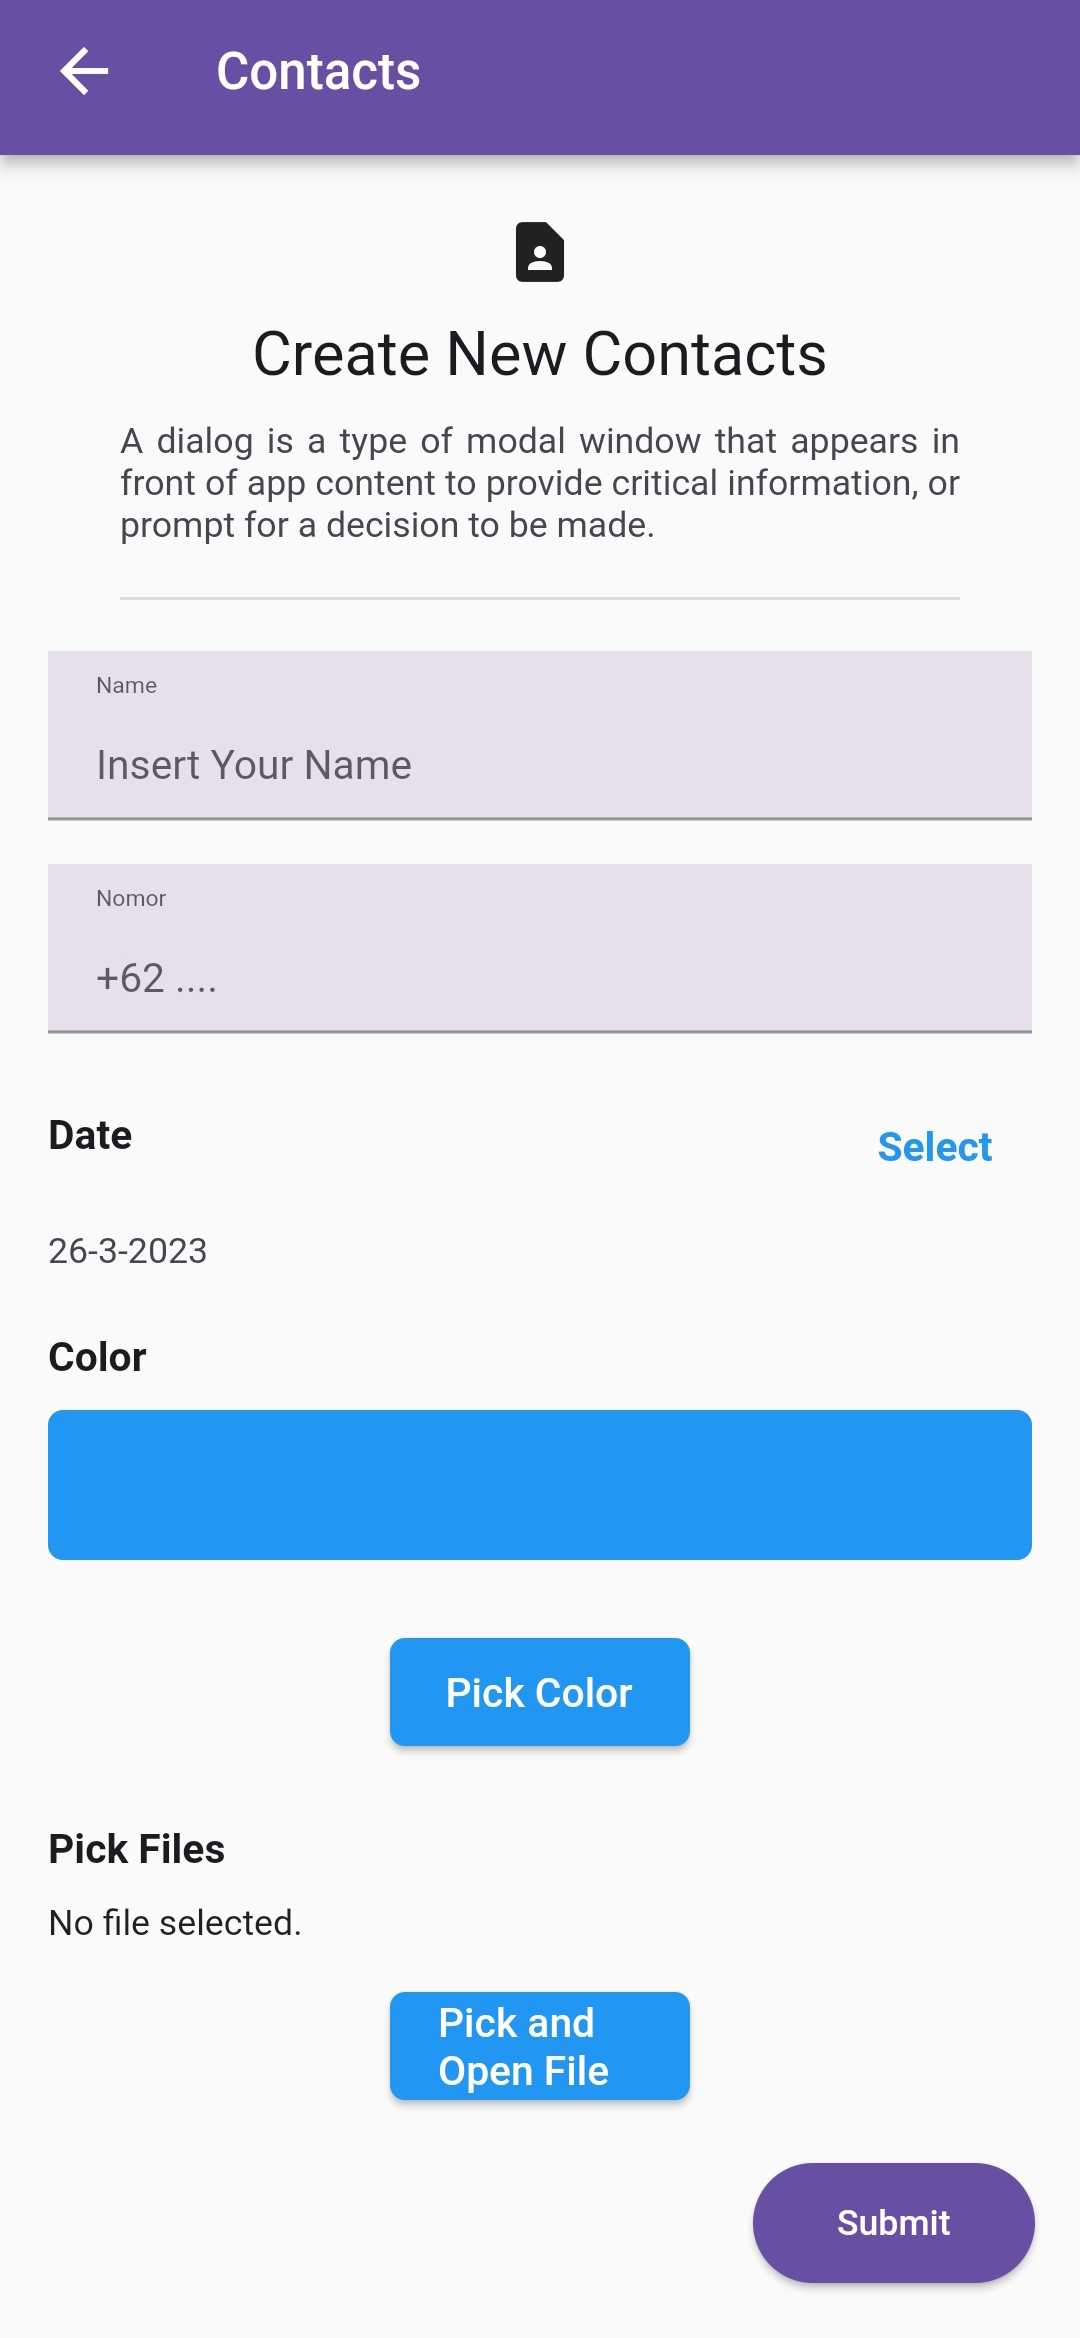 Contacts
Create New Contacts
A dialog is a type of modal window that appears in
front of app content to provide critical information, or
prompt for a decision to be made.
Name
Insert Your Name
Nomor
+62 ....
Date
Select
26-3-2023
Color
Pick Color
Pick Files
No file selected.
Pick and
Open File
Submit